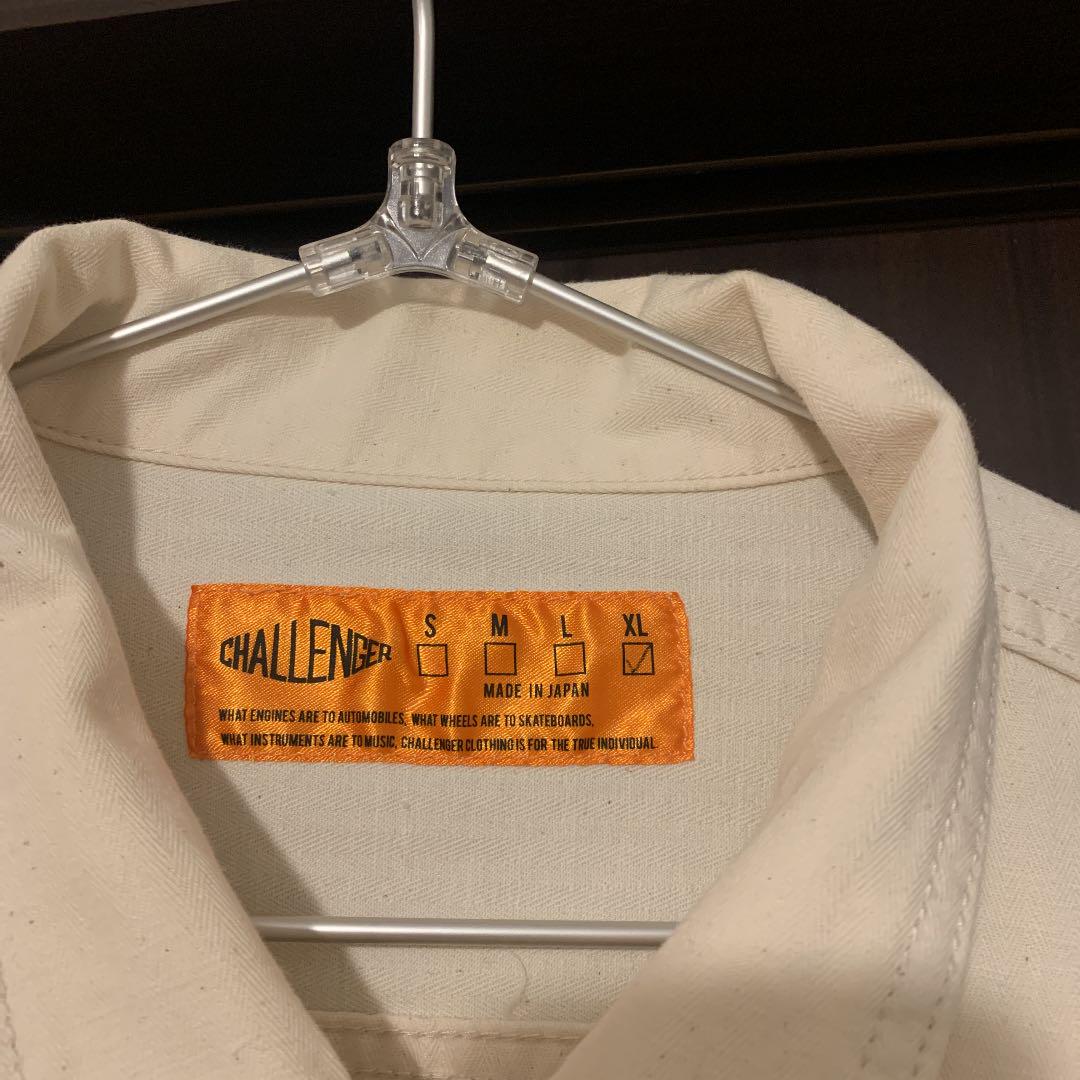 CHALLENGER
S M L XL
MADE IN JAPAN
WHAT ENGINES ARE TO AUTOMOBILES, WHAT WHEELS ARE TO SKATEBOARDS,
WHAT INSTRUMENTS ARE TO MUSIC, CHALLENGER CLOTHING IS FOR THE TRUE INDIVIDUAL